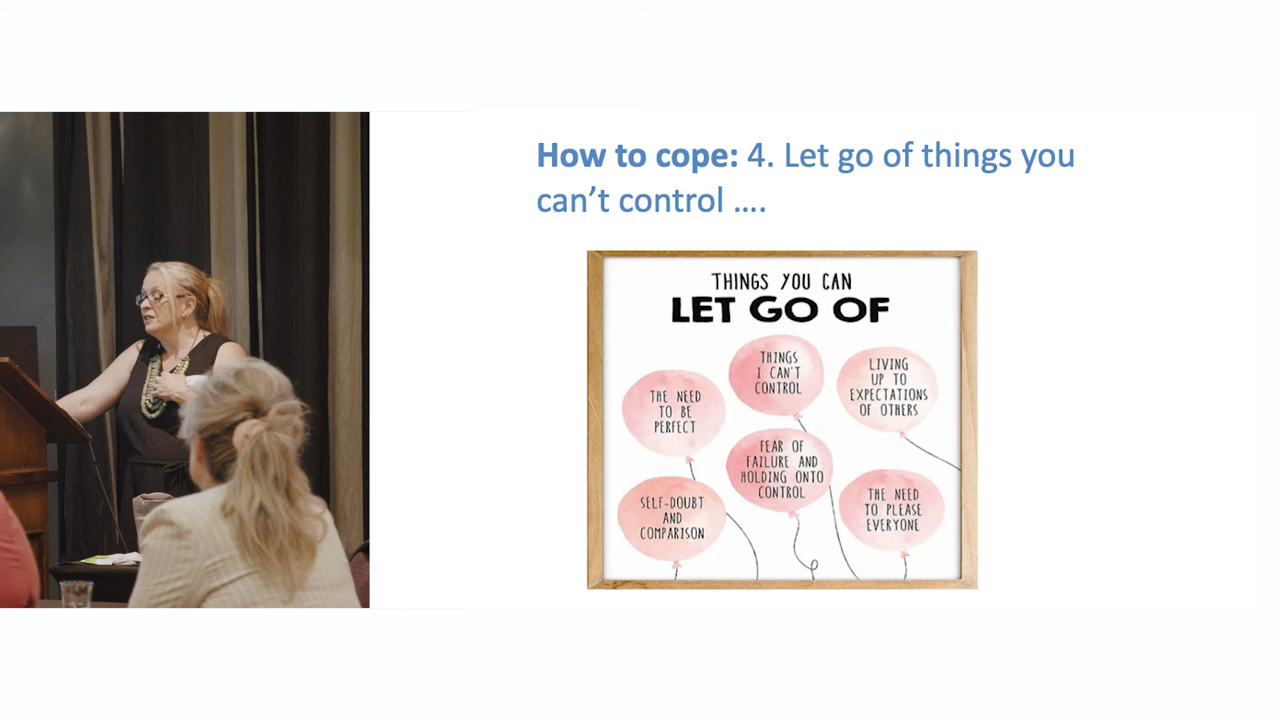 How to cope: 4. Let go of things you
can’t control ....
THINGS YOU CAN
LET GO OF
THINGS
I CAN'T
CONTROL
LIVING
UP TO
EXPECTATIONS
OF OTHERS
THE NEED
TO BE
PERFECT
FEAR OF
FAILURE AND
HOLDING ONTO
CONTROL
SELF-DOUBT
AND
COMPARISON
THE NEED
TO PLEASE
EVERYONE